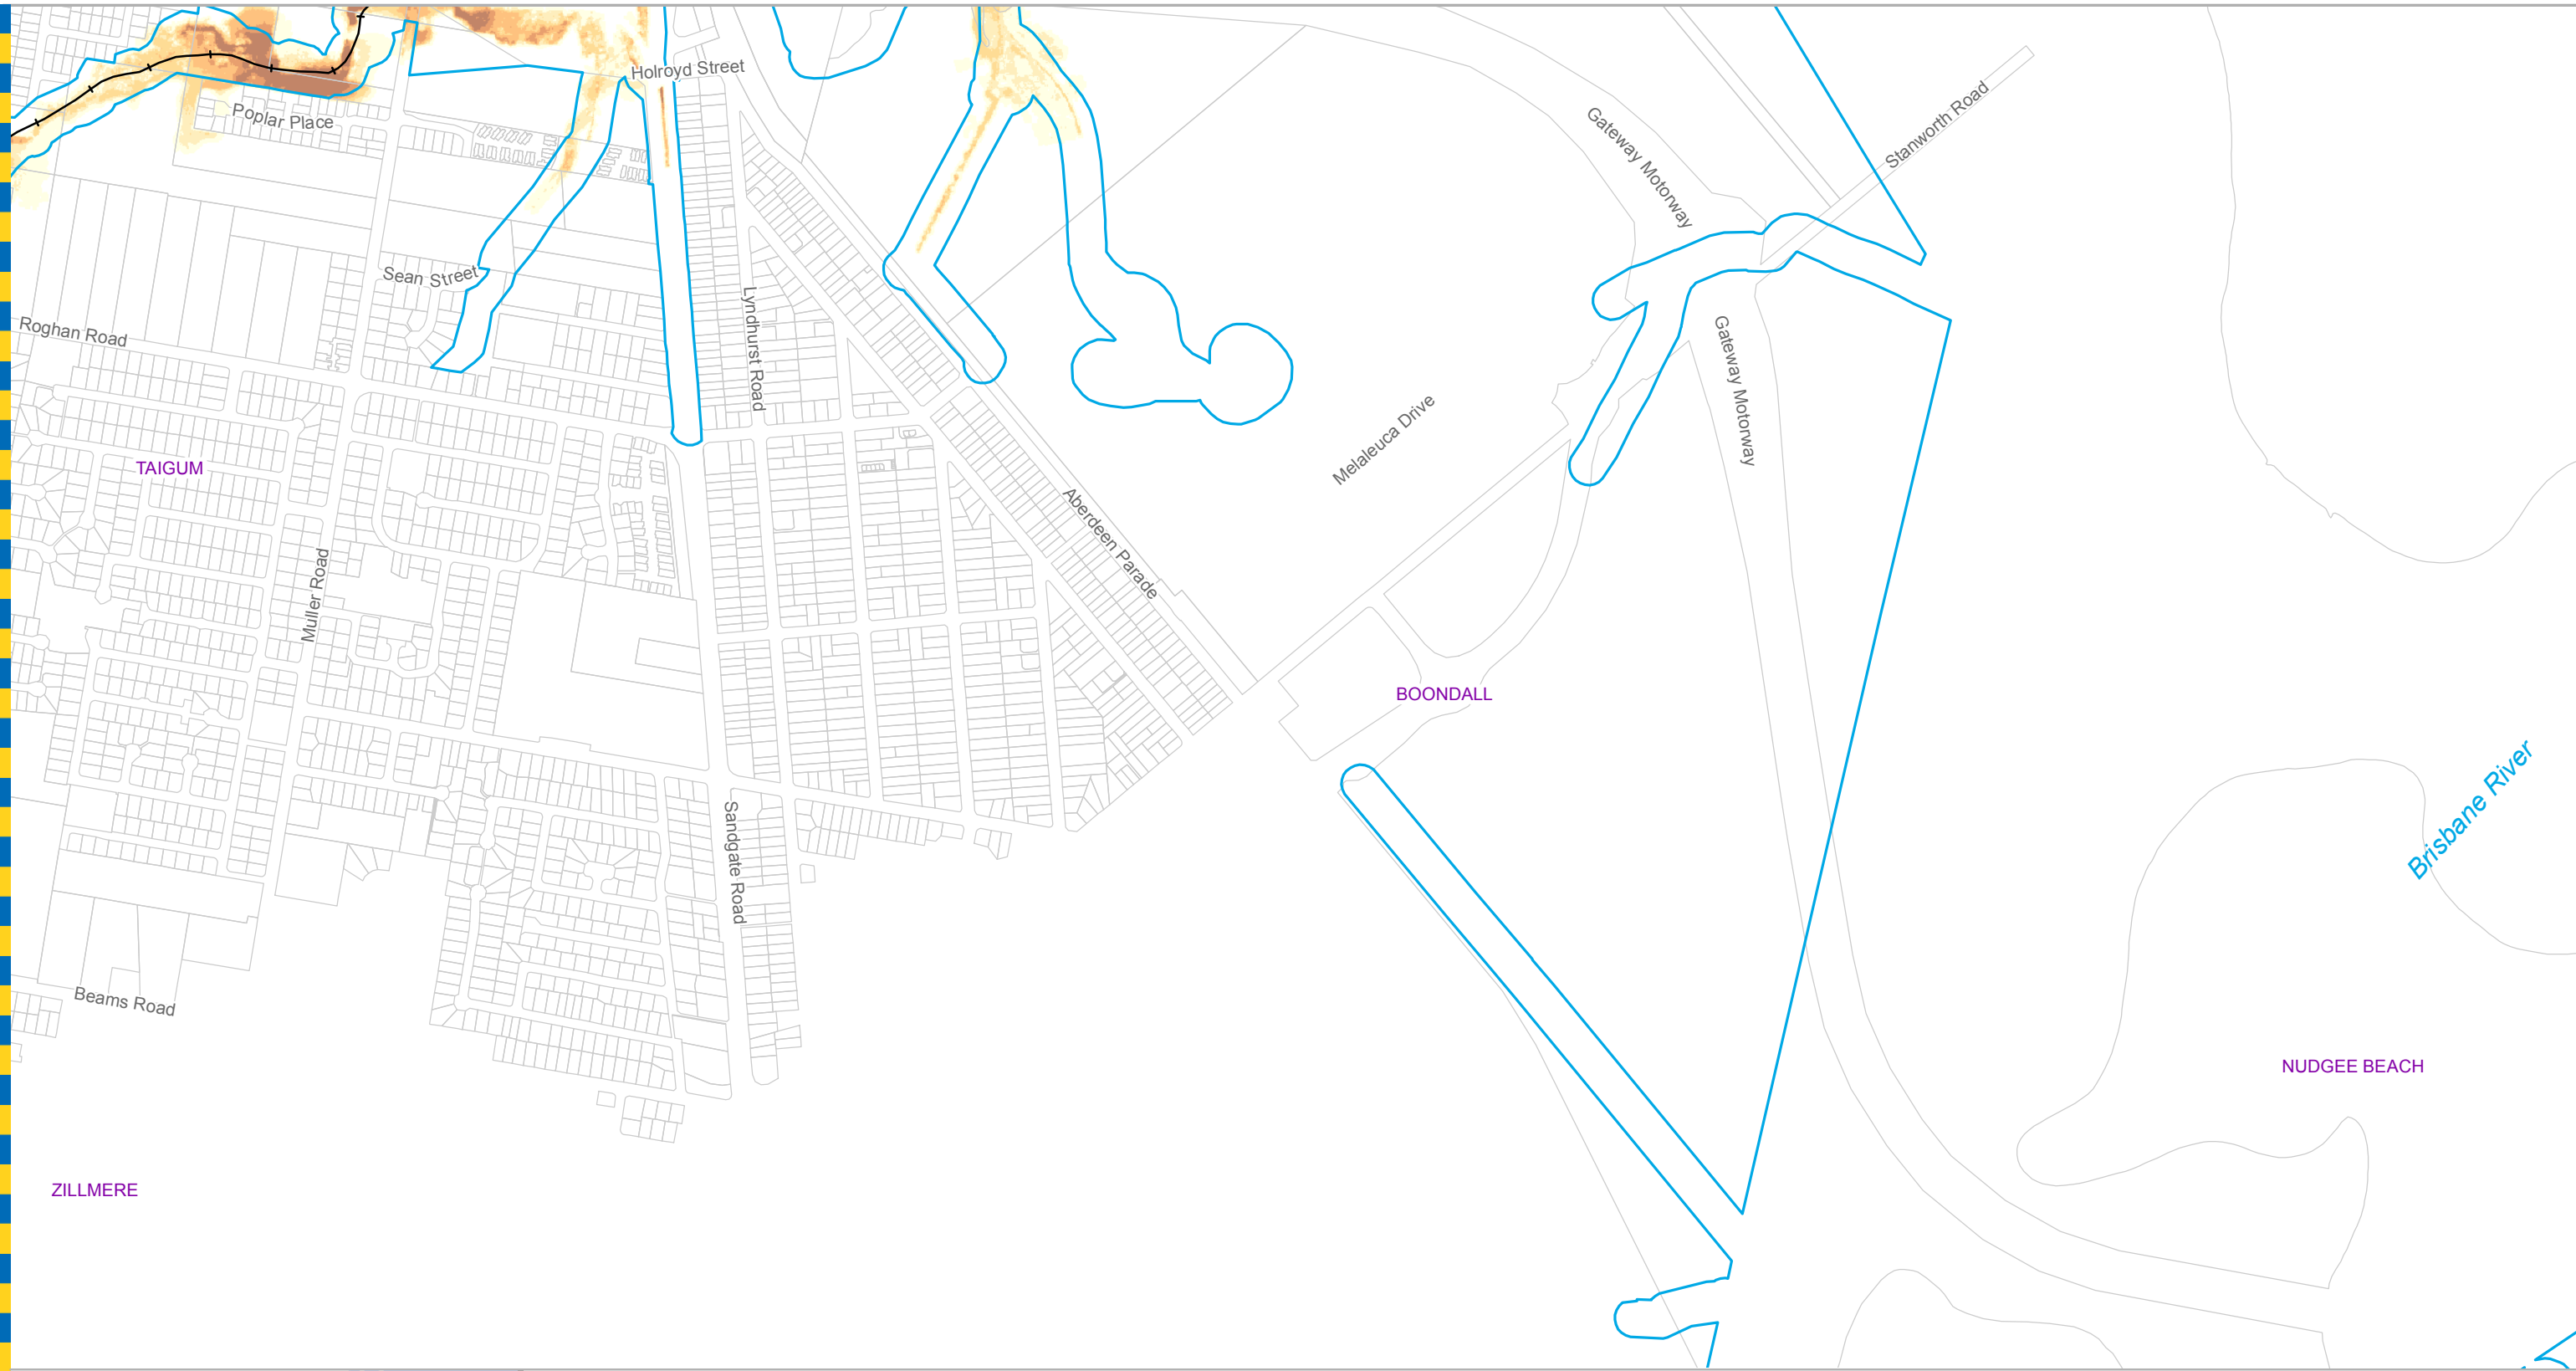 Holroyd Street
Poplar Place
Gateway Motorway
Stanworth Road
Sean Street
Roghan Road
Lyndhurst Road
Gateway Motorway
Melaleuca Drive
TAIGUM
Aberdeen Parade
Muller Road
BOONDALL
Brisbane River
Sandgate Road
Beams Road
NUDGEE BEACH
ZILLMERE